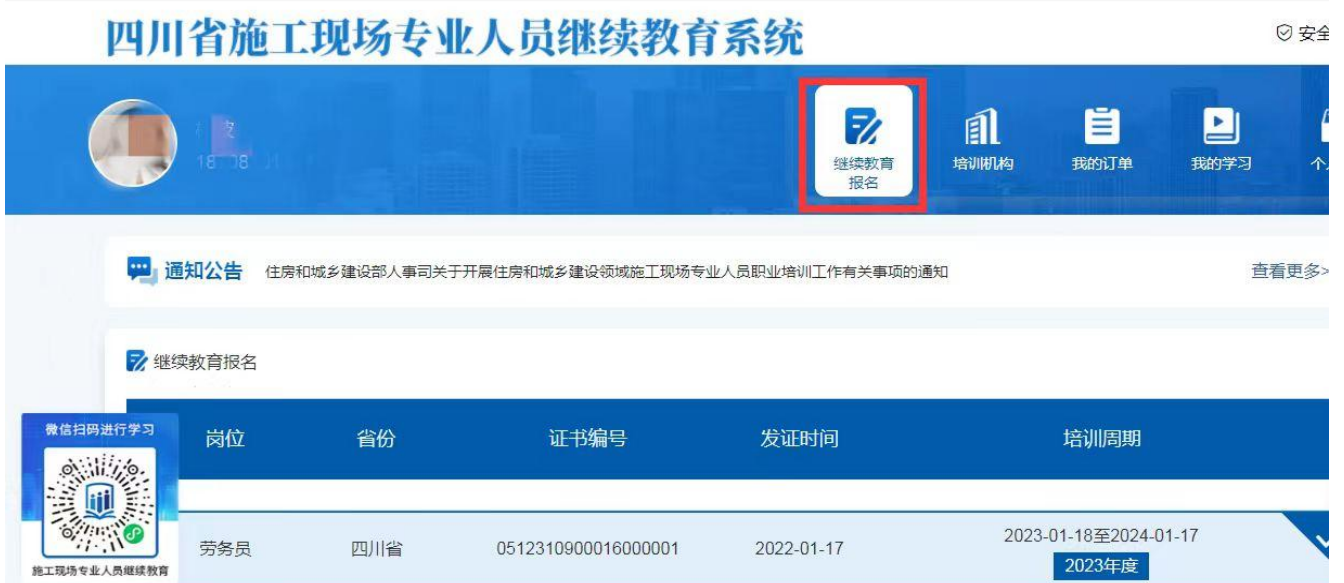 四川省施工现场专业人员继续教育系统
安全
继续教育
报名
培训机构
我的订单
我的学习
通知公告
住房和城乡建设部人事司关于开展住房和城乡建设领域施工现场专业人员职业培训工作有关事项的通知
查看更多>
继续教育报名
微信扫码进行学习
施工现场专业人员继续教育
岗位 省份 证书编号 发证时间 培训周期
劳务员 四川省 0512310900016000001 2022-01-17 2023-01-18至2024-01-17
2023年度